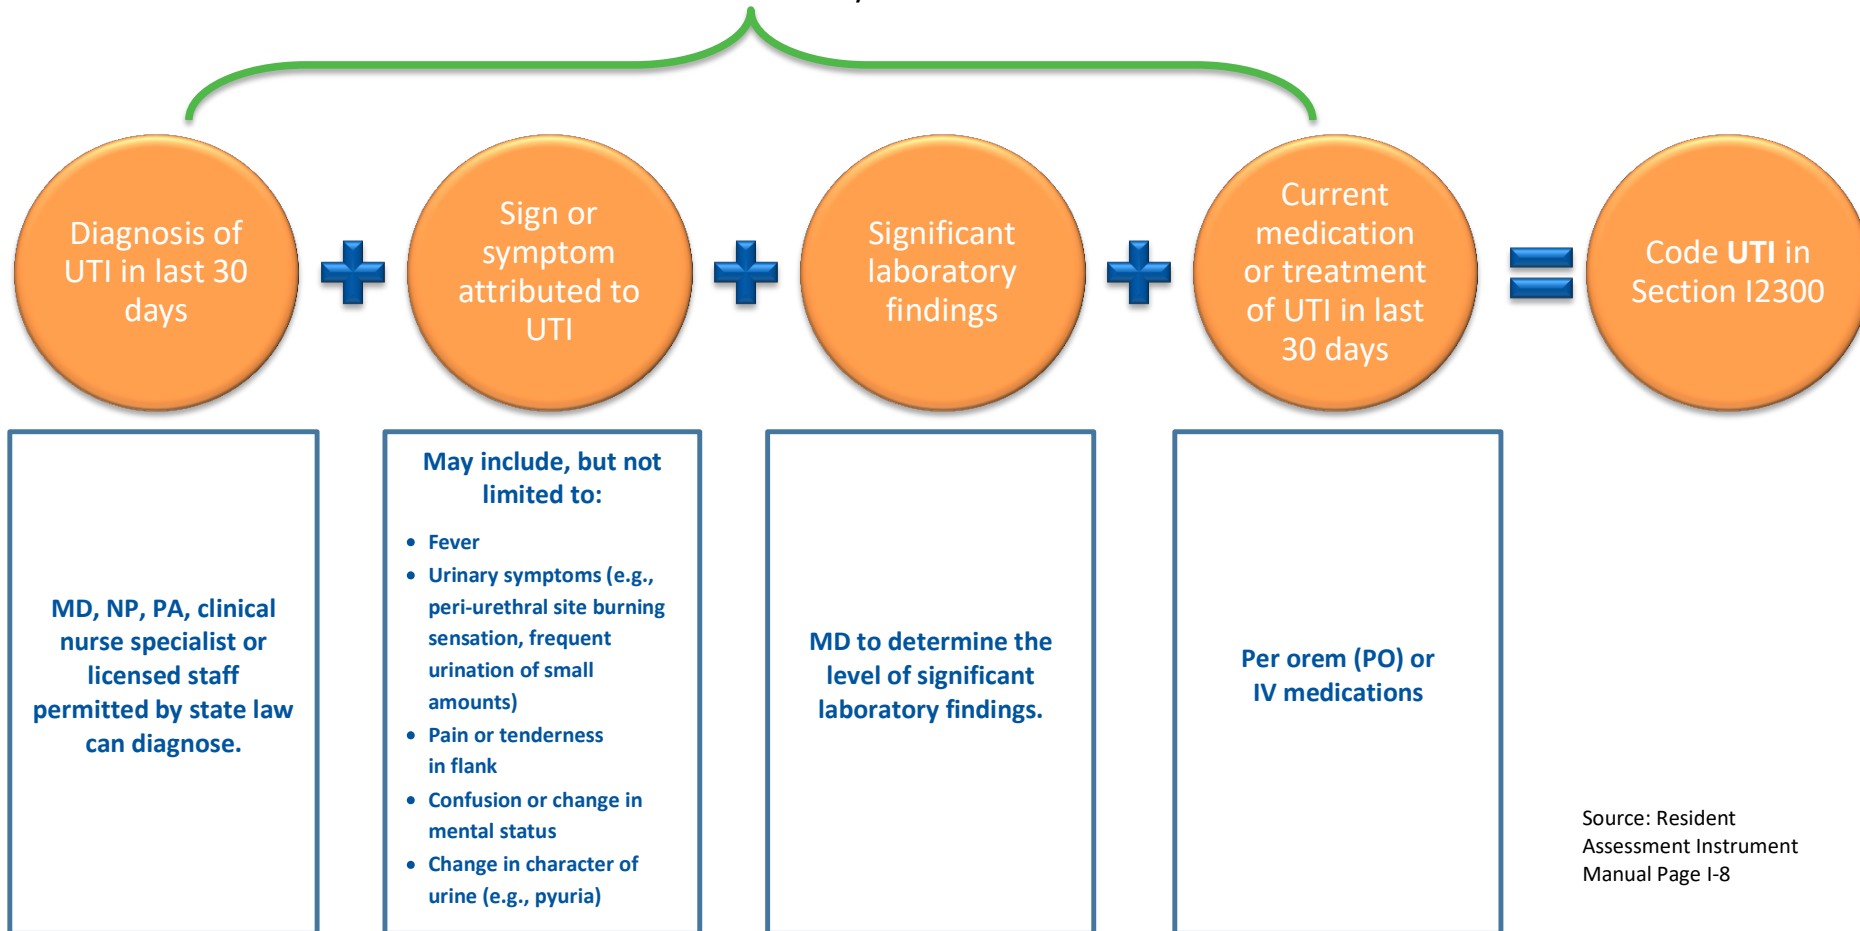 Diagnosis of
UTI in last 30
days
Sign or
symptom
attributed to
UTI
Significant
laboratory
findings
Current
medication
or treatment
of UTI in last
30 days
Code UTI in
Section I2300
MD, NP, PA, clinical
nurse specialist or
licensed staff
permitted by state law
can diagnose.
May include, but not
limited to:
• Fever
• Urinary symptoms (e.g.,
peri-urethral site burning
sensation, frequent
urination of small
amounts)
• Pain or tenderness
in flank
• Confusion or change in
mental status
• Change in character of
urine (e.g., pyuria)
MD to determine the
level of significant
laboratory findings.
Per orem (PO) or
IV medications
Source: Resident
Assessment Instrument
Manual Page I-8